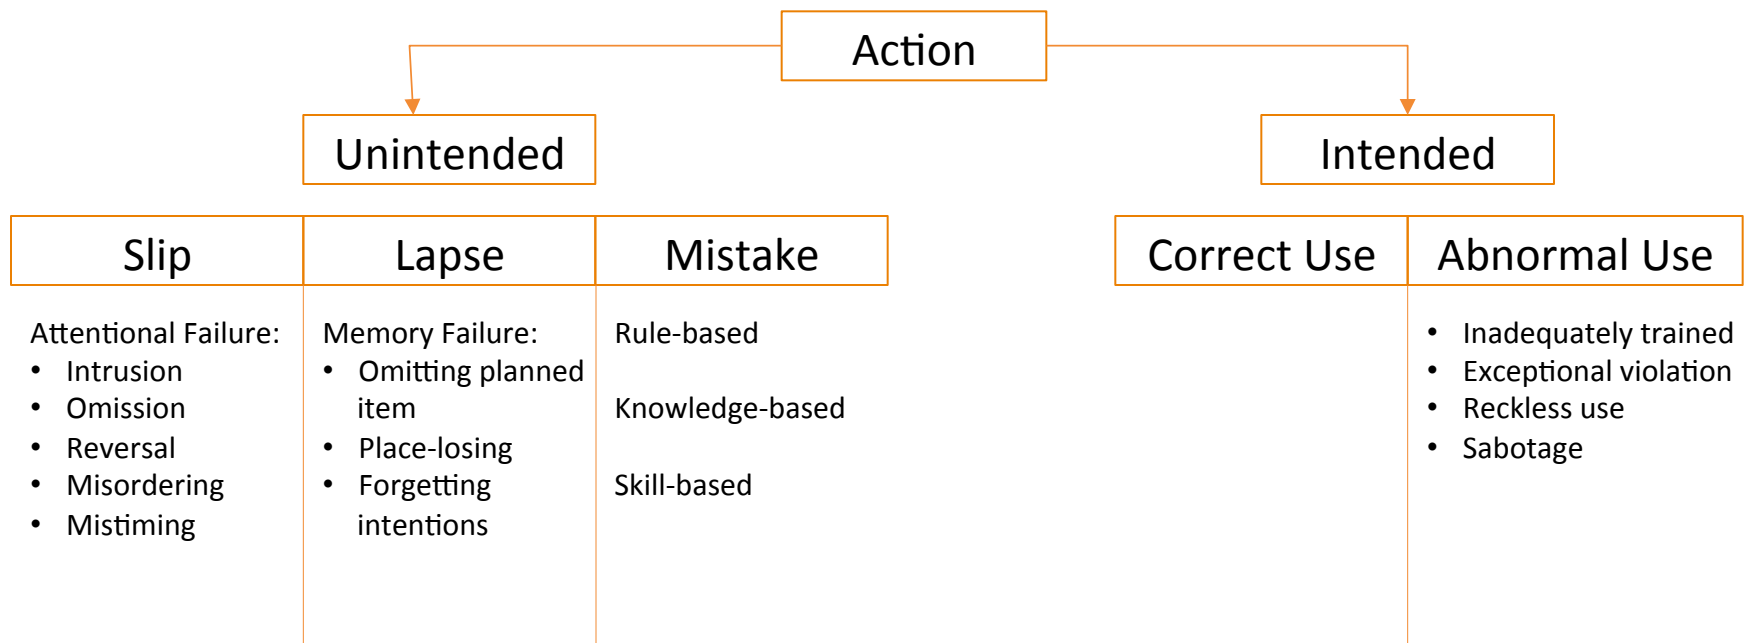 Action
Unintended
Intended
Slip
Lapse
Mistake
Correct Use
Abnormal Use
Attentional Failure:
• Intrusion
• Omission
• Reversal
• Misordering
• Mistiming
Memory Failure:
• Omitting planned
item
• Place-losing
• Forgetting
intentions
Rule-based
Knowledge-based
Skill-based
• Inadequately trained
• Exceptional violation
• Reckless use
• Sabotage